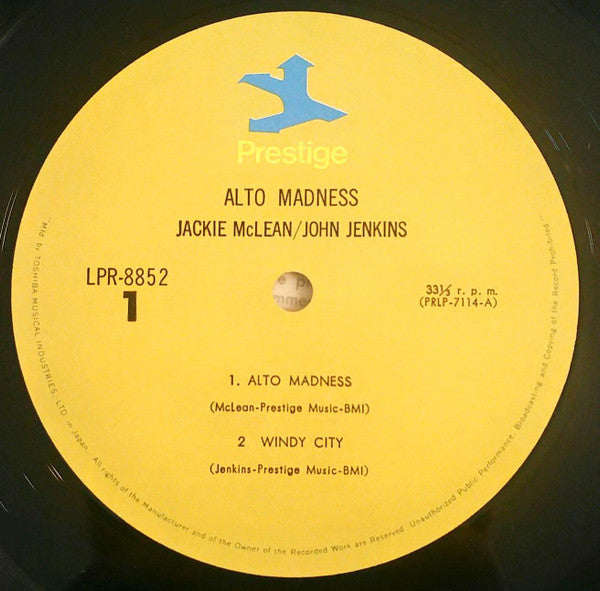 Prestige
ALTO MADNESS
JACKIE McLEAN/JOHN JENKINS
LPR-8852
1
33⅓ r. p. m.
(PRLP-7114-A)
1. ALTO MADNESS
(McLean-Prestige Music-BMI)
2 WINDY CITY
(Jenkins-Prestige Music-BMI)
"Mfd by TOSHIBA MUSICAL INDUSTRIES, LTD. in Japan. All rights of the Manufacturer and of the Owner of the Recorded Work are Reserved. Unauthorized Public Performance, Broadcasting and Copying of the Record Prohibited"